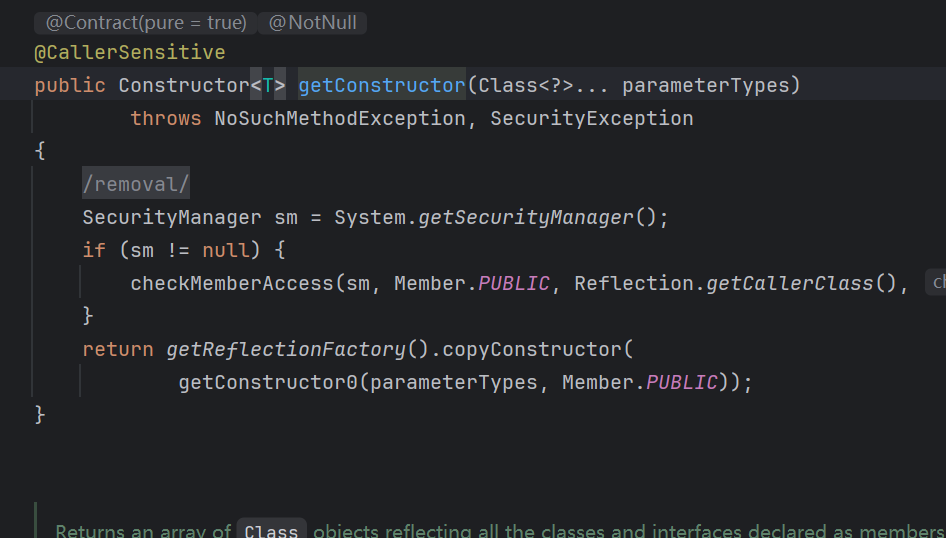 @Contract(pure = true) @NotNull
@CallerSensitive
public Constructor<T> getConstructor(Class<?>... parameterTypes)
throws NoSuchMethodException, SecurityException
{
/removal/
SecurityManager sm = System.getSecurityManager();
if (sm != null) {
checkMemberAccess(sm, Member.PUBLIC, Reflection.getCallerClass(),
}
return getReflectionFactory().copyConstructor(
getConstructor0(parameterTypes, Member.PUBLIC));
}
Returns an array of Class objects reflecting all the classes and interfaces declared as members